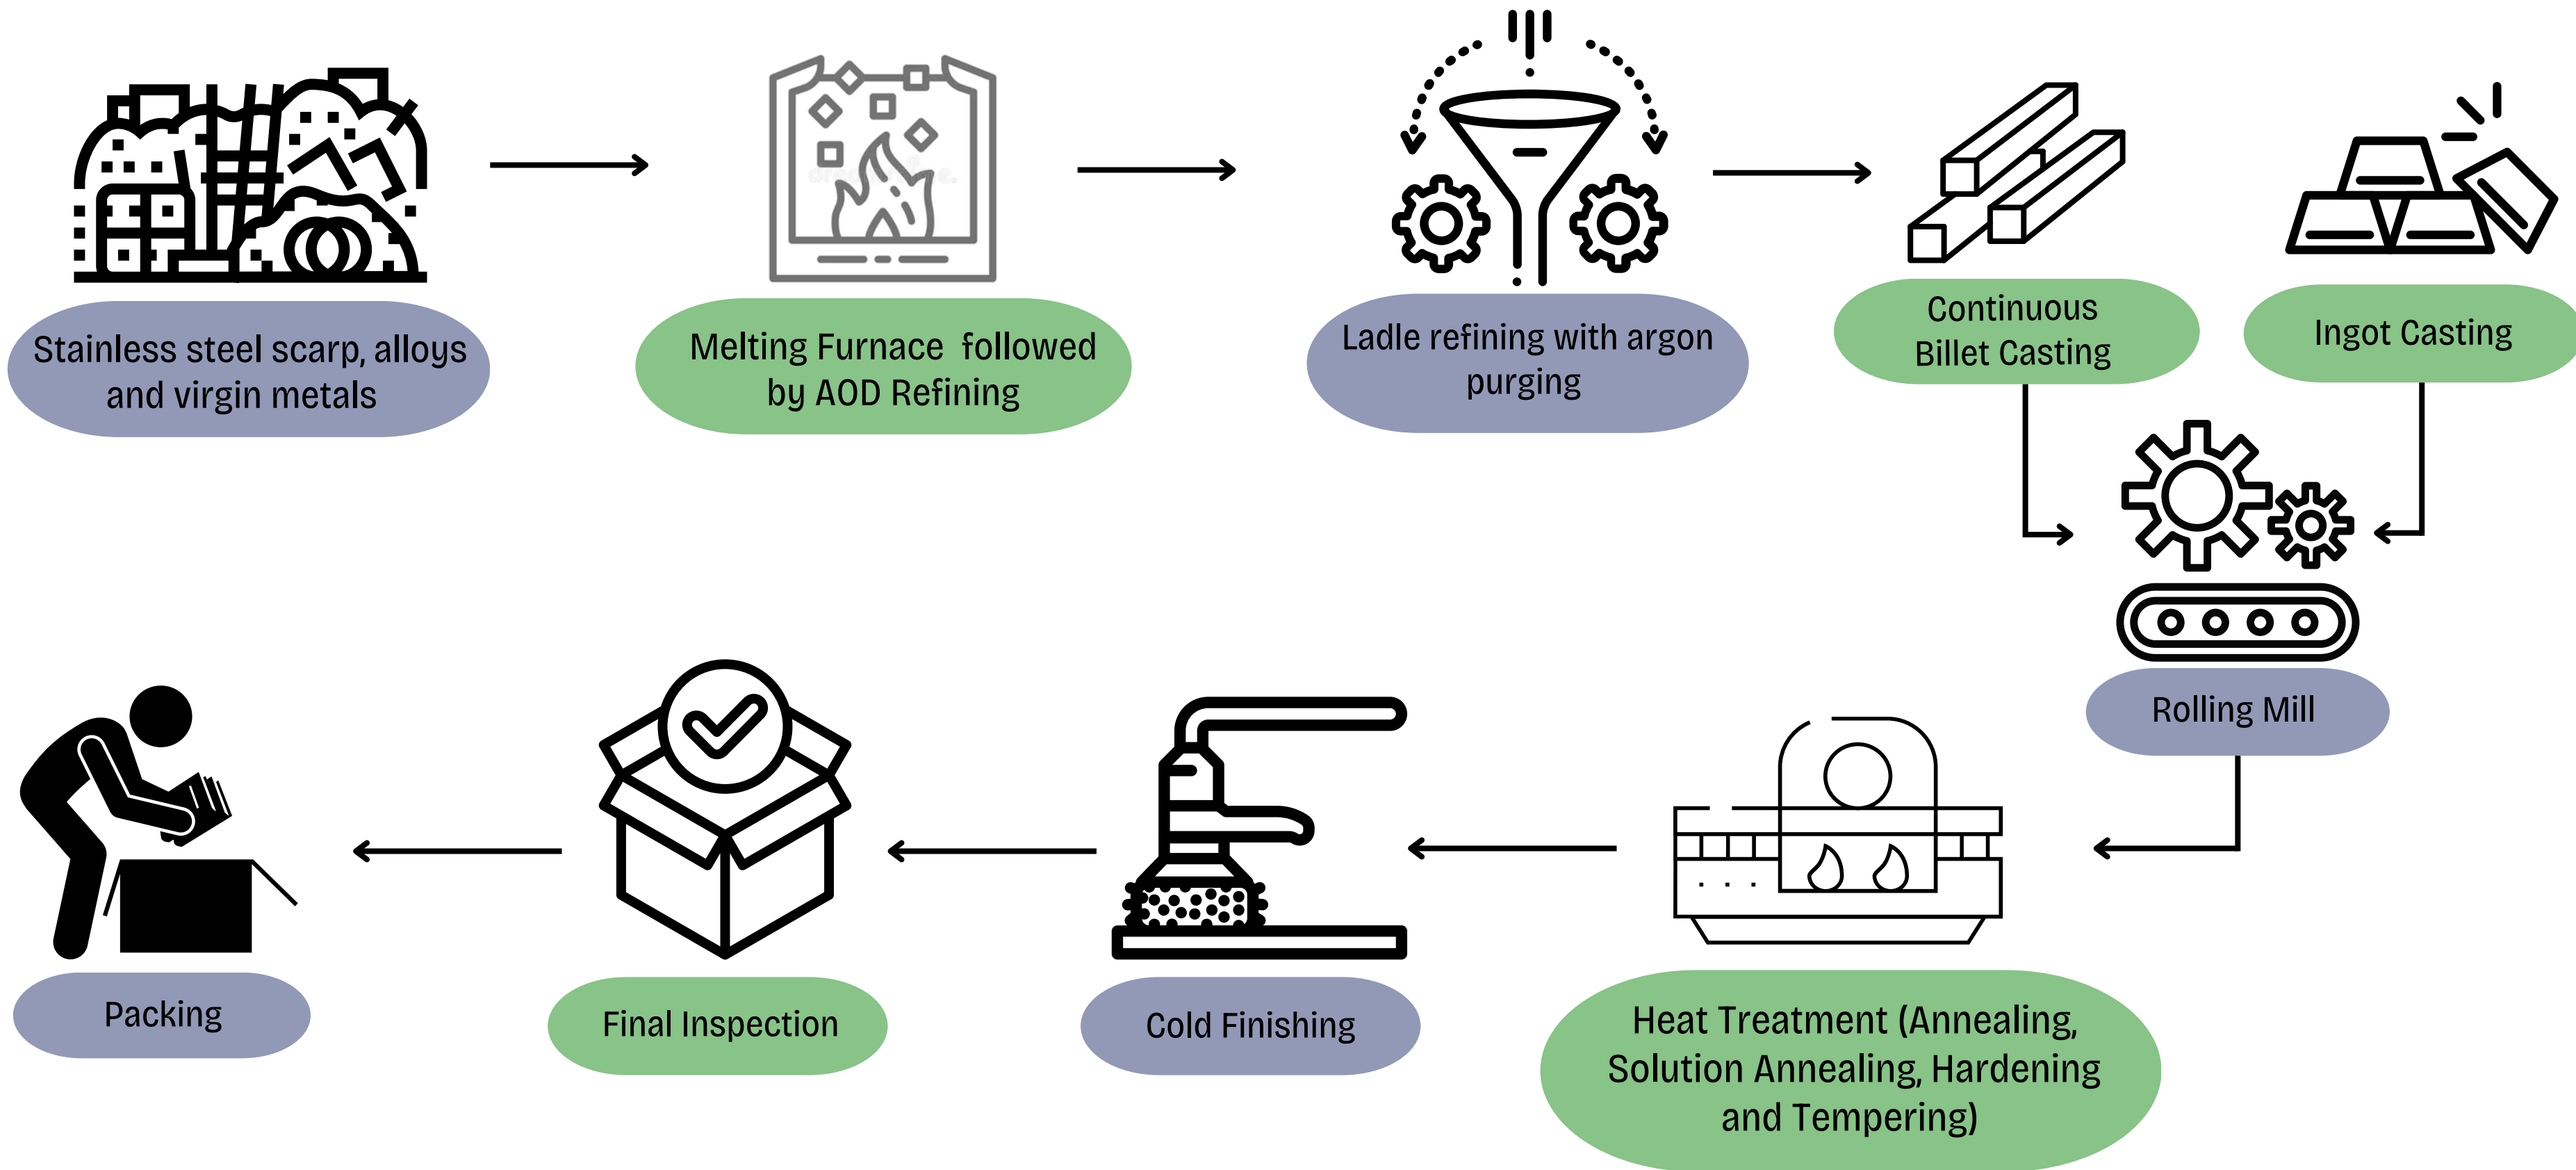 Stainless steel scarp, alloys
and virgin metals
Melting Furnace followed
by AOD Refining
Ladle refining with argon
purging
Continuous
Billet Casting
Ingot Casting
Rolling Mill
Packing
Final Inspection
Cold Finishing
Heat Treatment (Annealing,
Solution Annealing, Hardening
and Tempering)